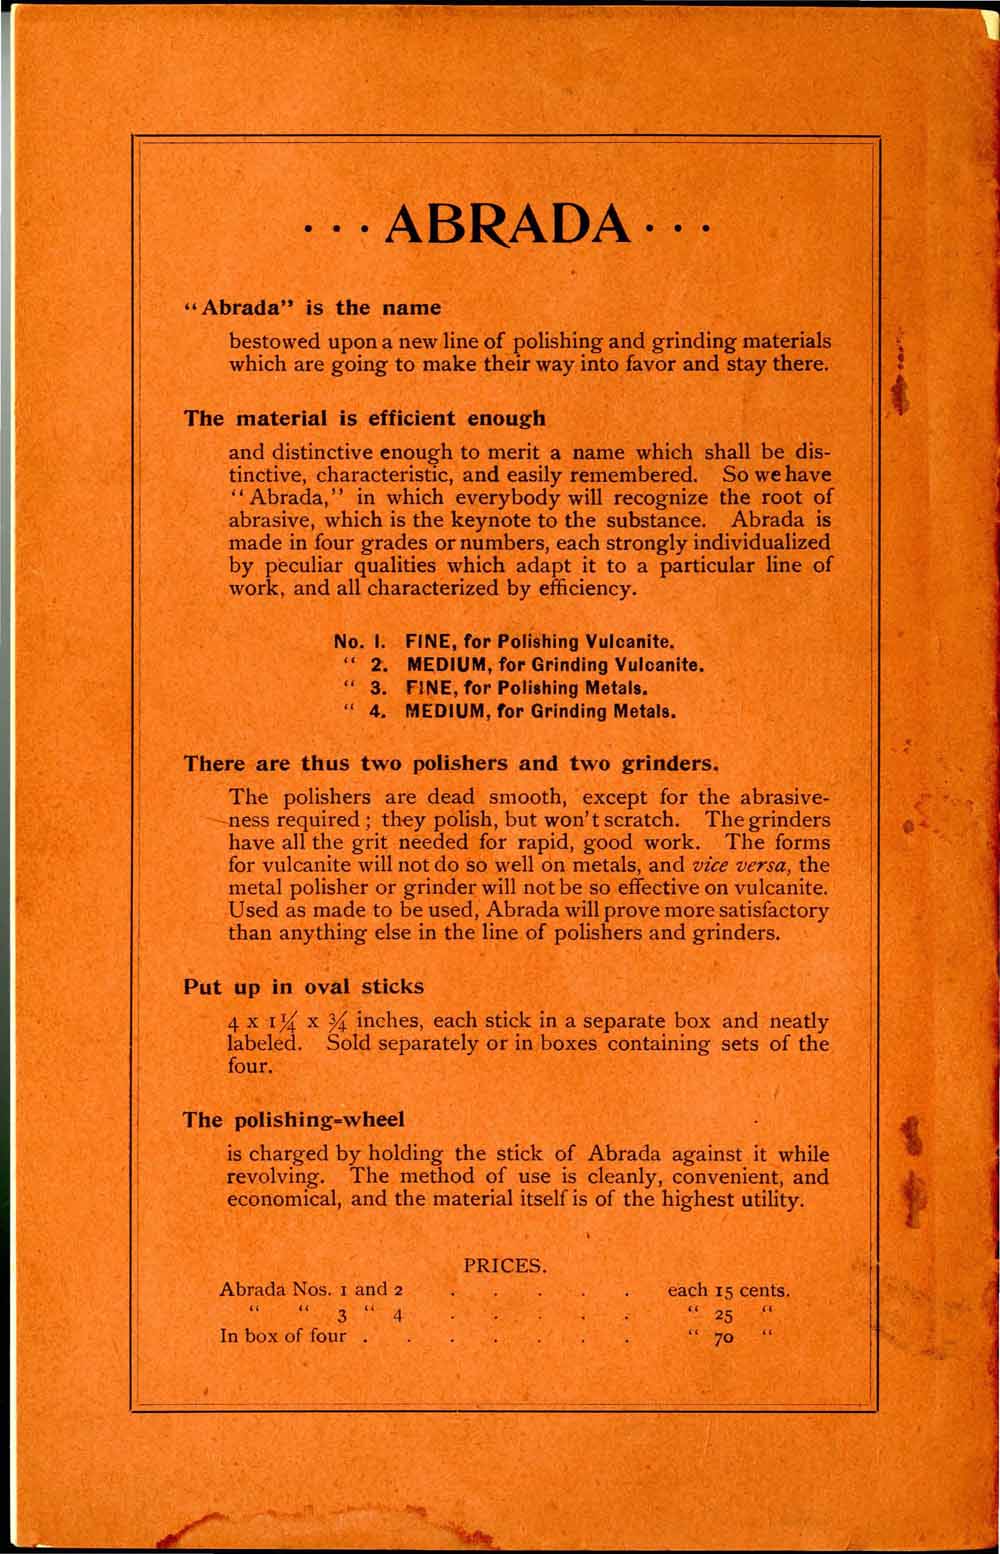 ··· ABRADA ···
“Abrada” is the name
bestowed upon a new line of polishing and grinding materials
which are going to make their way into favor and stay there.
The material is efficient enough
and distinctive enough to merit a name which shall be dis-
tinctive, characteristic, and easily remembered. So we have
“Abrada,” in which everybody will recognize the root of
abrasive, which is the keynote to the substance. Abrada is
made in four grades or numbers, each strongly individualized
by peculiar qualities which adapt it to a particular line of
work, and all characterized by efficiency.
No. 1. FINE, for Polishing Vulcanite.
“ 2. MEDIUM, for Grinding Vulcanite.
“ 3. FINE, for Polishing Metals.
“ 4. MEDIUM, for Grinding Metals.
There are thus two polishers and two grinders.
The polishers are dead smooth, except for the abrasive-
ness required; they polish, but won’t scratch. The grinders
have all the grit needed for rapid, good work. The forms
for vulcanite will not do so well on metals, and vice versa, the
metal polisher or grinder will not be so effective on vulcanite.
Used as made to be used, Abrada will prove more satisfactory
than anything else in the line of polishers and grinders.
Put up in oval sticks
4 x 1¼ x ¾ inches, each stick in a separate box and neatly
labeled. Sold separately or in boxes containing sets of the
four.
The polishing-wheel
is charged by holding the stick of Abrada against it while
revolving. The method of use is cleanly, convenient, and
economical, and the material itself is of the highest utility.
PRICES.
Abrada Nos. 1 and 2 . . . . . each 15 cents.
“ “ 3 “ 4 . . . . . “ 25 “
In box of four . . . . . . . “ 70 “